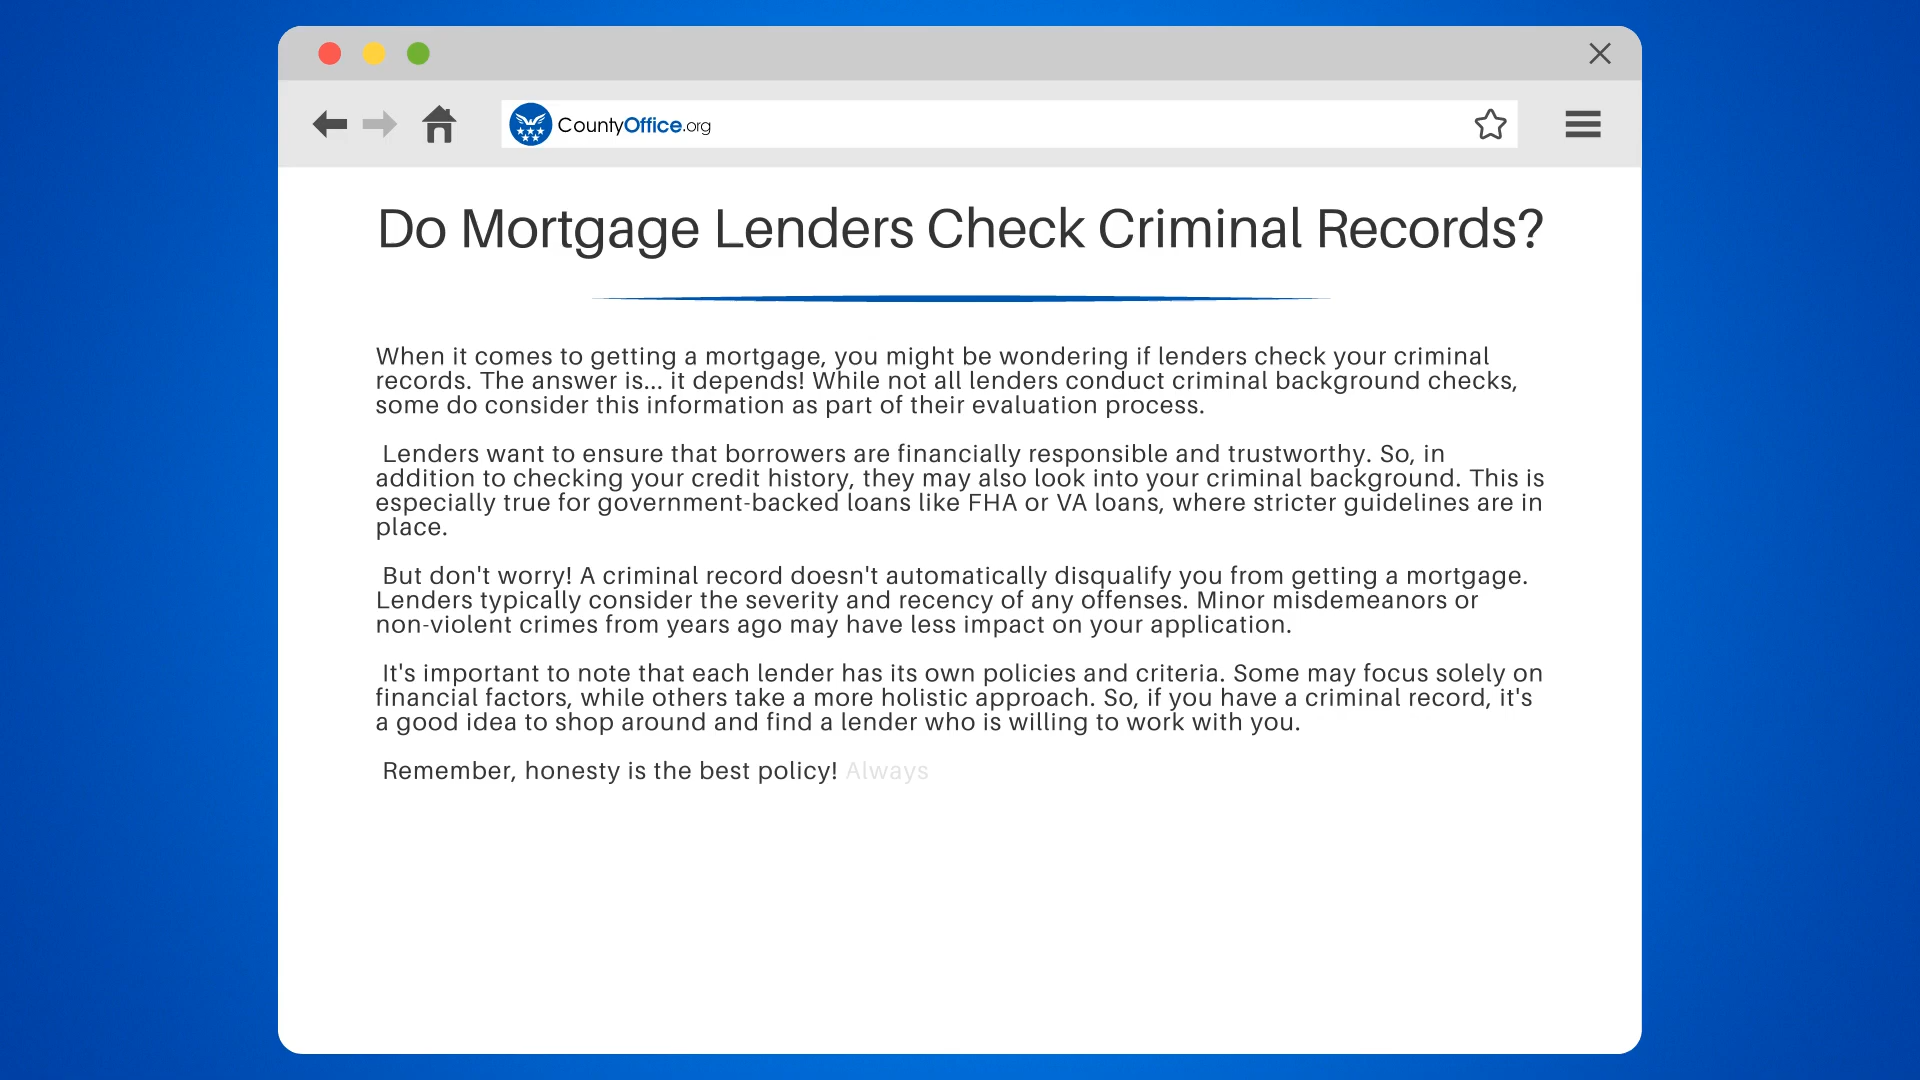 CountyOffice.org
Do Mortgage Lenders Check Criminal Records?
When it comes to getting a mortgage, you might be wondering if lenders check your criminal
records. The answer is... it depends! While not all lenders conduct criminal background checks,
some do consider this information as part of their evaluation process.
Lenders want to ensure that borrowers are financially responsible and trustworthy. So, in
addition to checking your credit history, they may also look into your criminal background. This is
especially true for government-backed loans like FHA or VA loans, where stricter guidelines are in
place.
But don't worry! A criminal record doesn't automatically disqualify you from getting a mortgage.
Lenders typically consider the severity and recency of any offenses. Minor misdemeanors or
non-violent crimes from years ago may have less impact on your application.
It's important to note that each lender has its own policies and criteria. Some may focus solely on
financial factors, while others take a more holistic approach. So, if you have a criminal record, it's
a good idea to shop around and find a lender who is willing to work with you.
Remember, honesty is the best policy! Always